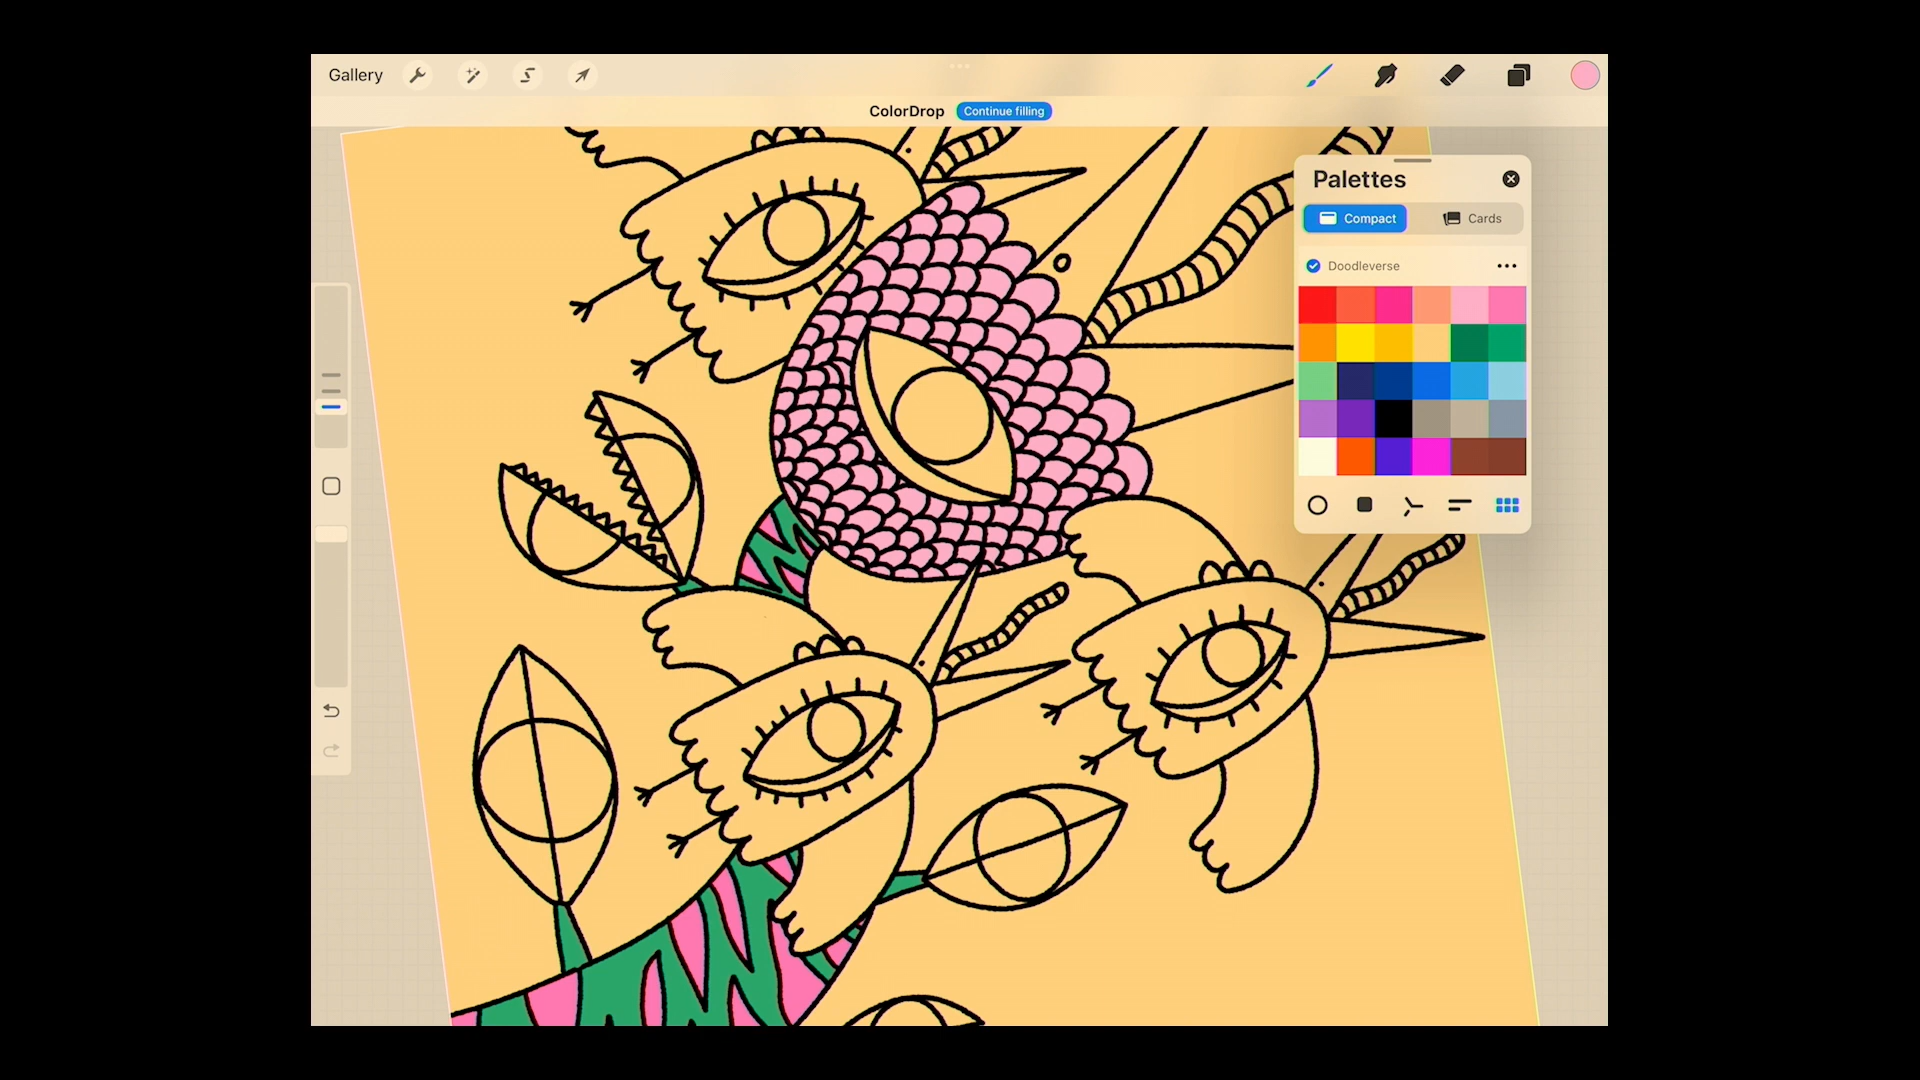 Gallery
ColorDrop Continue filling
Palettes
Compact Cards
Doodleverse